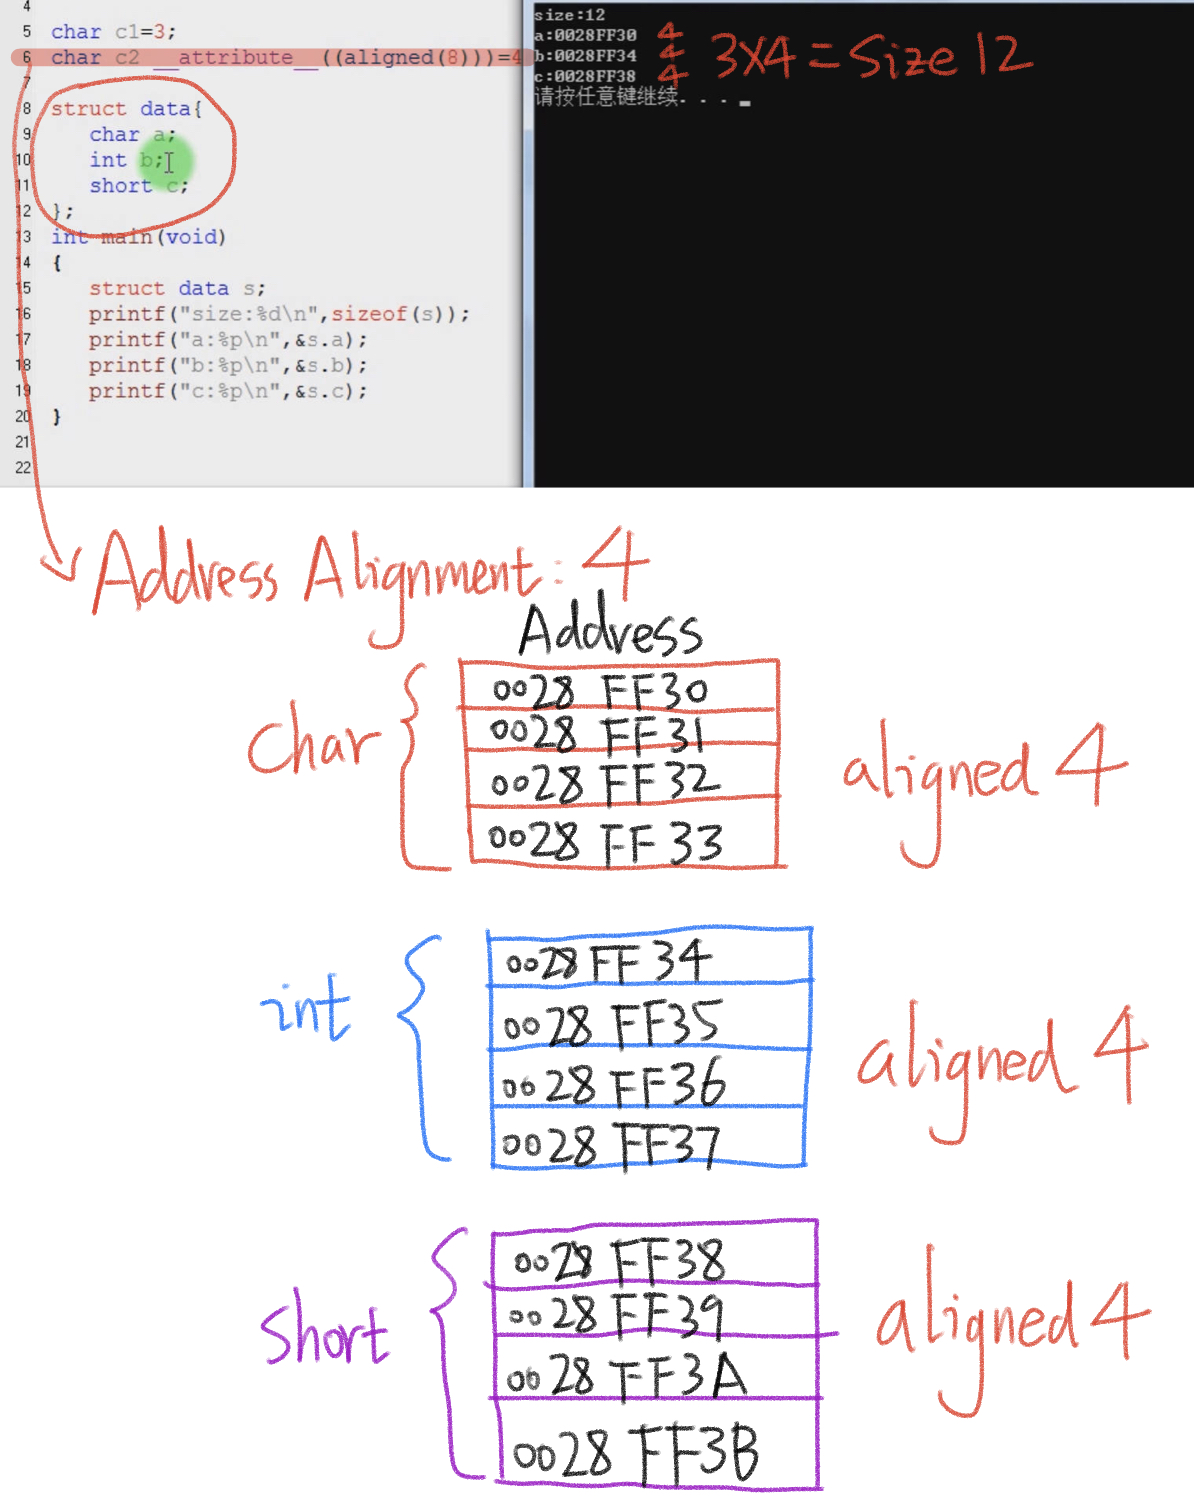 4
5 char c1=3;
6 char c2 __attribute__((aligned(8)))=4
7
8 struct data{
9 char a;
10 int b;
11 short c;
12 };
13 int main(void)
14 {
15 struct data s;
16 printf("size:%d\n",sizeof(s));
17 printf("a:%p\n",&s.a);
18 printf("b:%p\n",&s.b);
19 printf("c:%p\n",&s.c);
20 }
21
22
size:12
a:0028FF30 4
b:0028FF34 4
c:0028FF38 4
3X4=Size 12
请按任意键继续. . .
Address Alignment: 4
Address
char
0028 FF30
0028 FF31
0028 FF32
0028 FF33
aligned 4
int
0028 FF34
0028 FF35
0028 FF36
0028 FF37
aligned 4
short
0028 FF38
0028 FF39
0028 FF3A
0028 FF3B
aligned 4